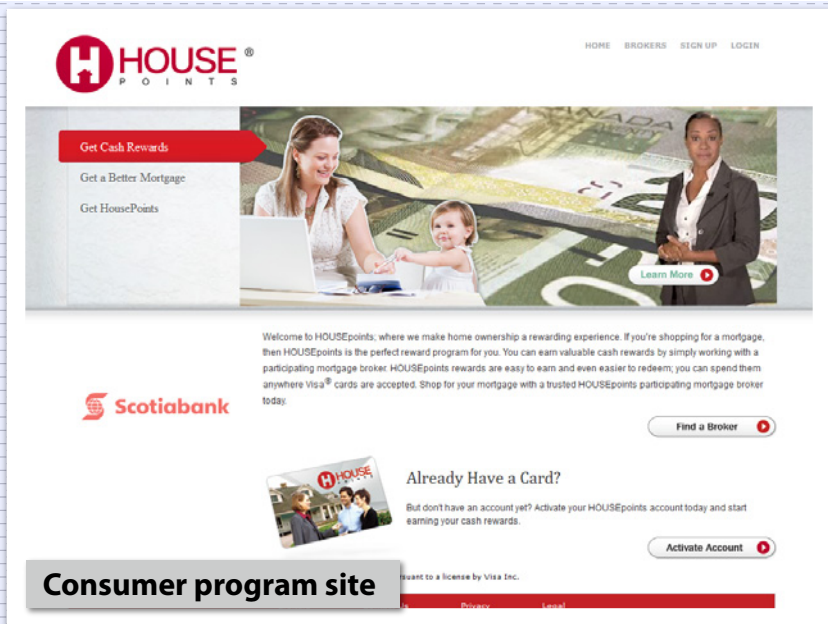 HOUSE ®
POINTS
HOME BROKERS SIGN UP LOGIN
Get Cash Rewards
Get a Better Mortgage
Get HousePoints
CANADA
Learn More
Welcome to HOUSEpoints; where we make home ownership a rewarding experience. If you're shopping for a mortgage,
then HOUSEpoints is the perfect reward program for you. You can earn valuable cash rewards by simply working with a
participating mortgage broker. HOUSEpoints rewards are easy to earn and even easier to redeem; you can spend them
anywhere Visa® cards are accepted. Shop for your mortgage with a trusted HOUSEpoints participating mortgage broker
today.
Scotiabank
Find a Broker
HOUSE
POINTS
Already Have a Card?
But don't have an account yet? Activate your HOUSEpoints account today and start
earning your cash rewards.
Activate Account
Consumer program site
to a license by Visa Inc.
Privacy Legal